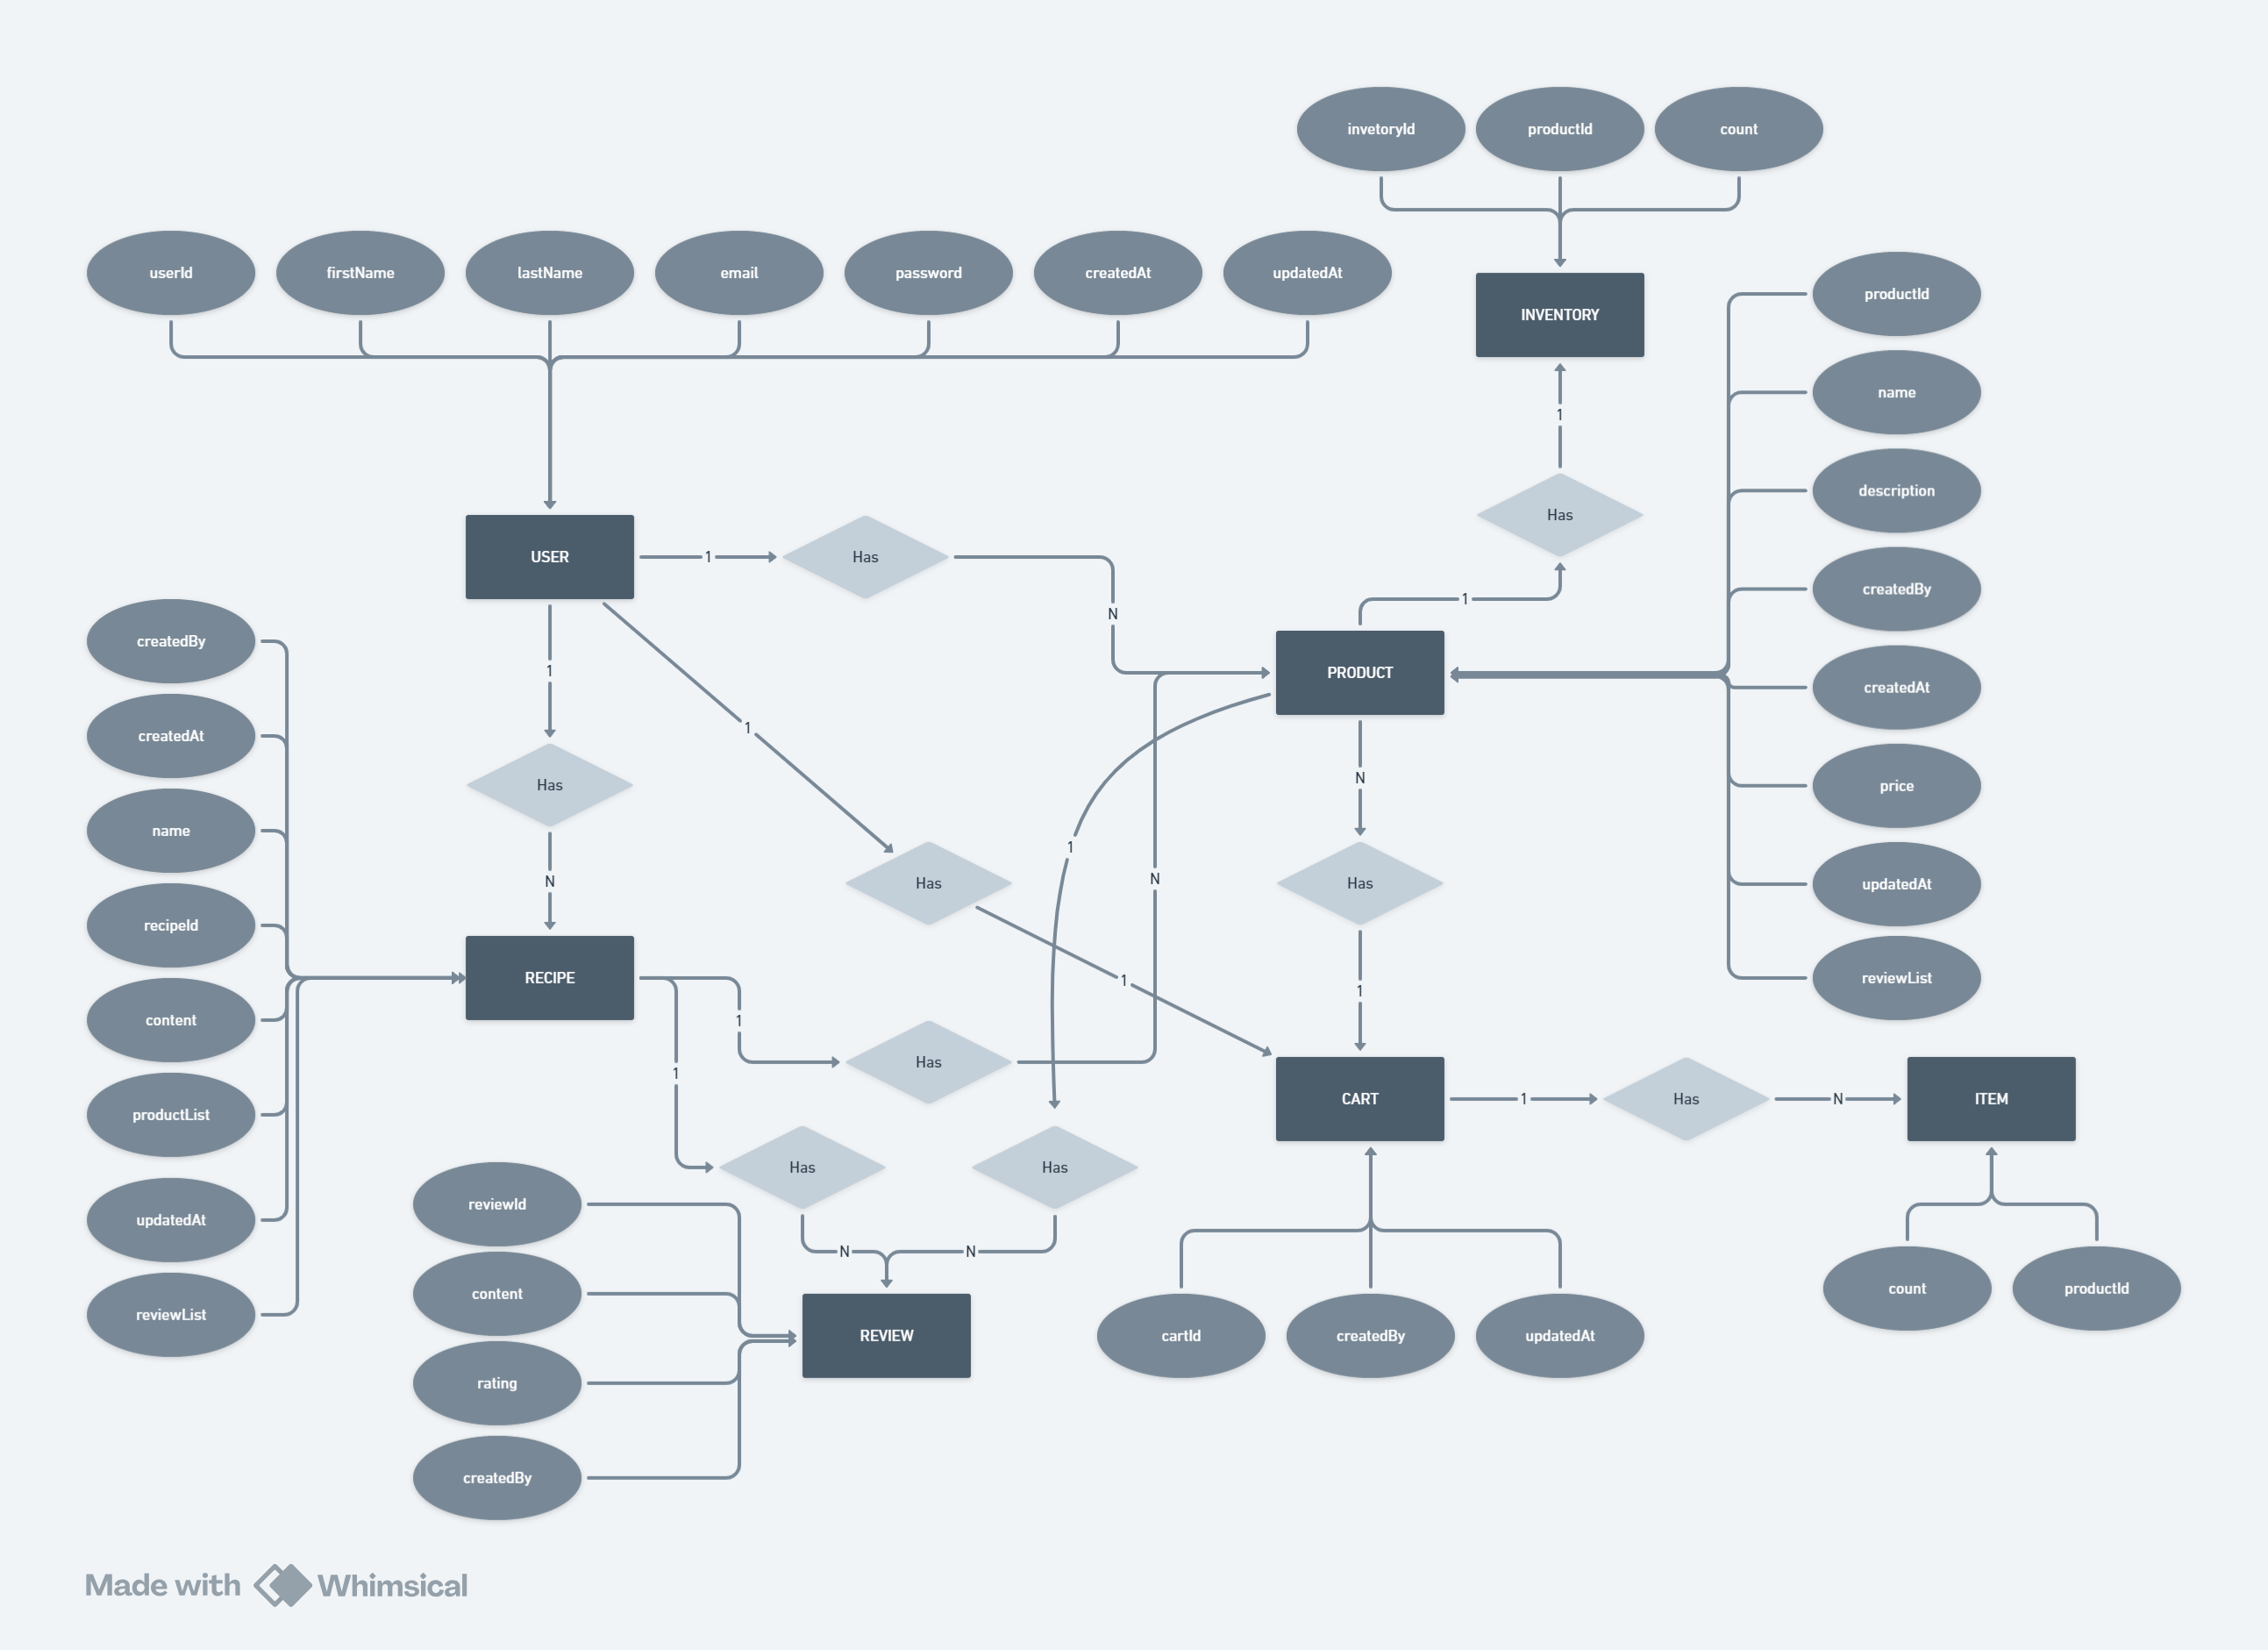 invetoryId
productId
count
userId
firstName
lastName
email
password
createdAt
updatedAt
INVENTORY
productId
name
description
createdBy
createdAt
price
updatedAt
reviewList
1
Has
1
USER
1
Has
N
PRODUCT
createdBy
createdAt
name
recipeId
content
productList
updatedAt
reviewList
1
Has
N
1
Has
1
1
N
N
Has
1
RECIPE
1
Has
1
Has
Has
N
N
CART
1
Has
N
ITEM
reviewId
content
rating
createdBy
REVIEW
cartId
createdBy
updatedAt
count
productId
Made with Whimsical